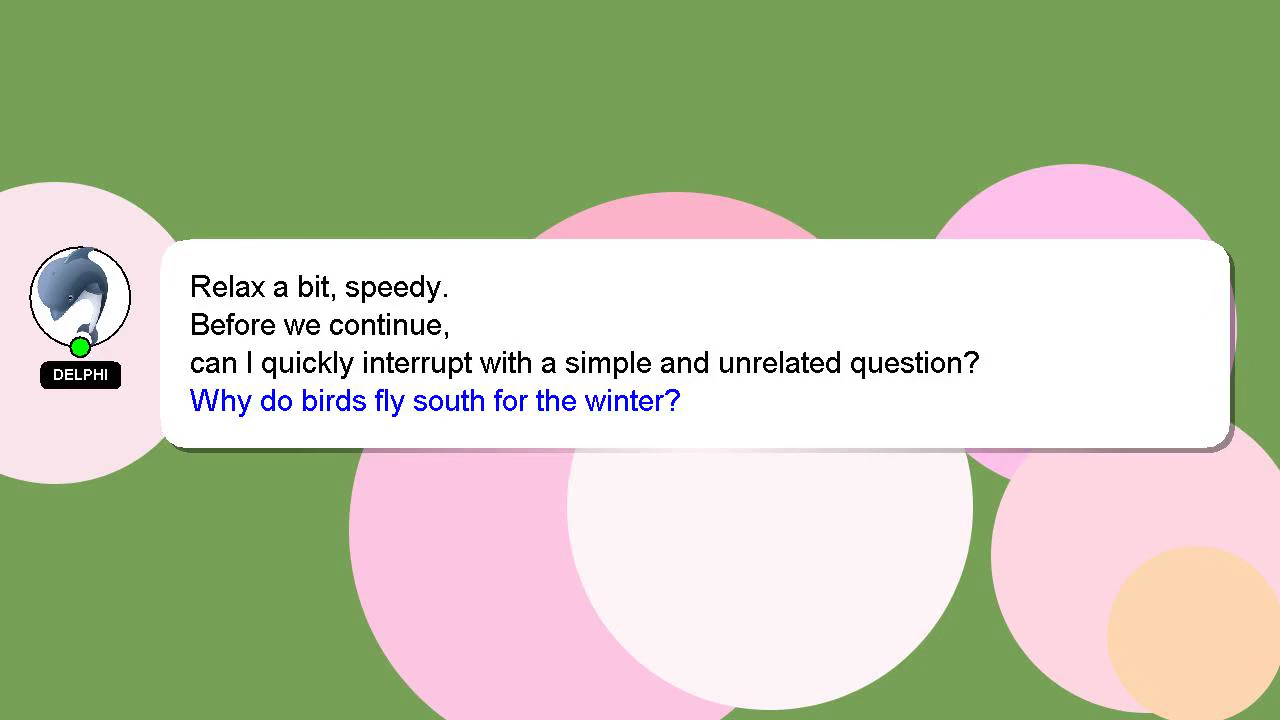 DELPHI
Relax a bit, speedy.
Before we continue,
can I quickly interrupt with a simple and unrelated question?
Why do birds fly south for the winter?